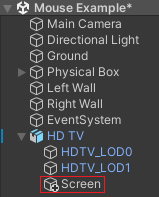 Mouse Example*
Main Camera
Directional Light
Ground
Physical Box
Left Wall
Right Wall
EventSystem
HD TV
HDTV_LOD0
HDTV_LOD1
Screen